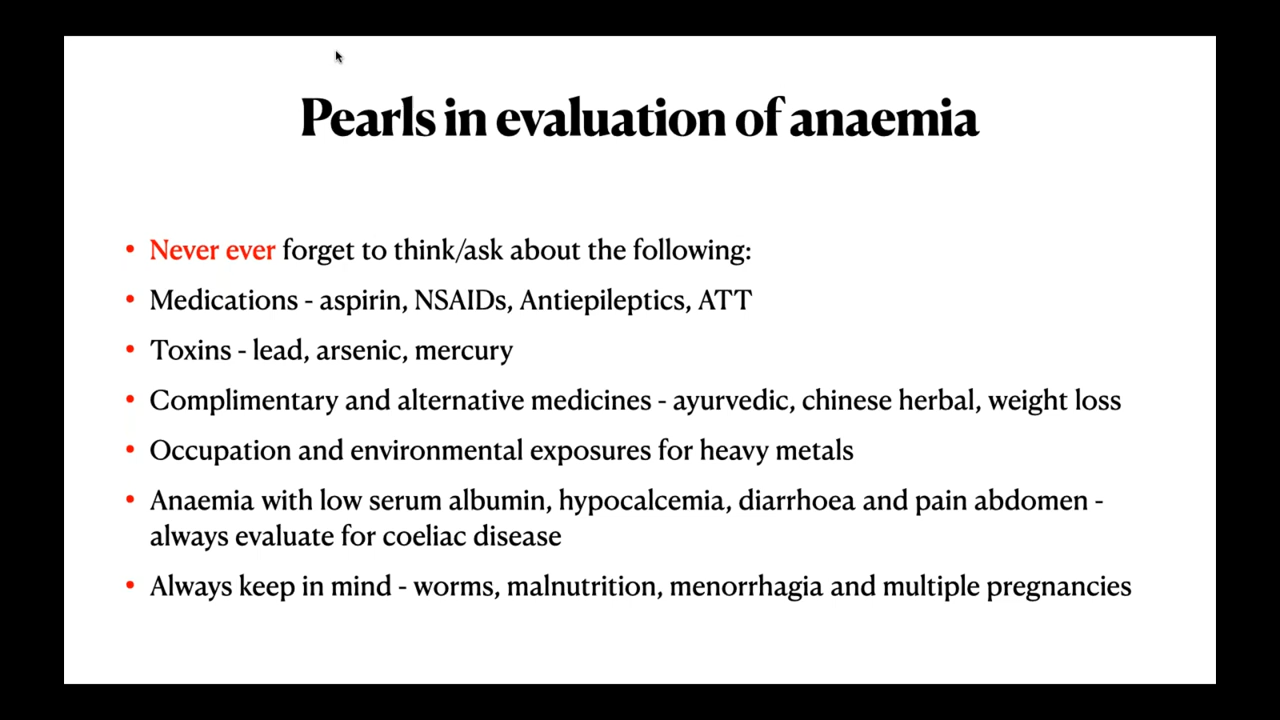 Pearls in evaluation of anaemia
• Never ever forget to think/ask about the following:
• Medications - aspirin, NSAIDs, Antiepileptics, ATT
• Toxins - lead, arsenic, mercury
• Complimentary and alternative medicines - ayurvedic, chinese herbal, weight loss
• Occupation and environmental exposures for heavy metals
• Anaemia with low serum albumin, hypocalcemia, diarrhoea and pain abdomen -
always evaluate for coeliac disease
• Always keep in mind - worms, malnutrition, menorrhagia and multiple pregnancies